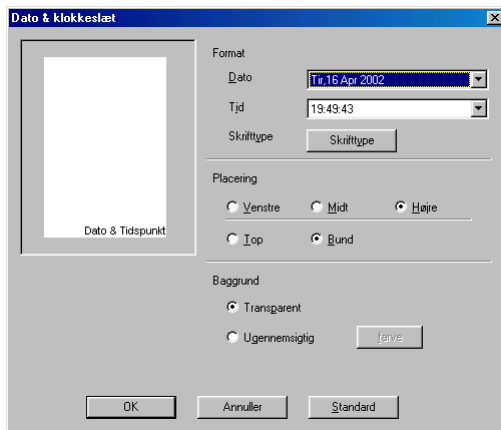 Dato & klokkeslæt
Format
Dato
Tir,16 Apr 2002
Tid
19:49:43
Skrifttype
Skrifttype
Dato & Tidspunkt
Placering
Venstre Midt Højre
Top Bund
Baggrund
Transparent
Ugennemsigtig farve
OK Annuller Standard